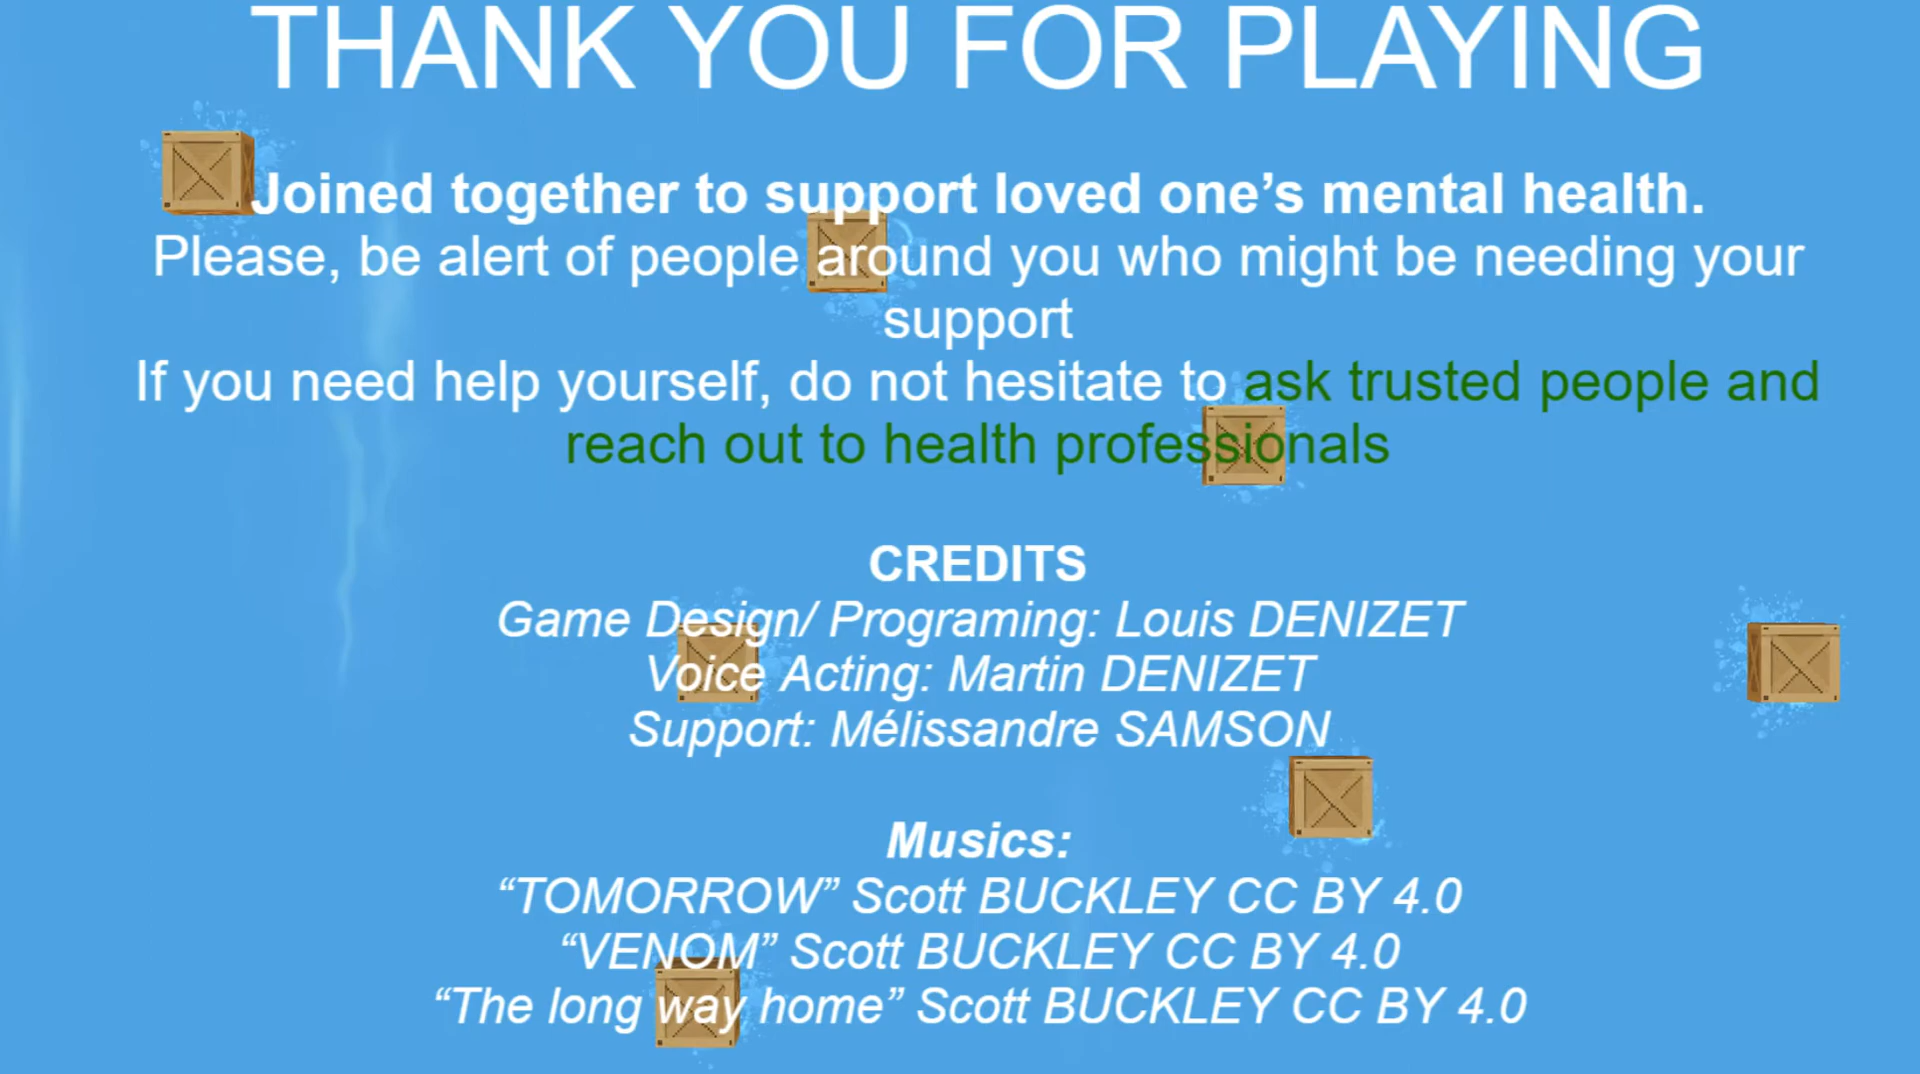 THANK YOU FOR PLAYING
Joined together to support loved one’s mental health.
Please, be alert of people around you who might be needing your
support
If you need help yourself, do not hesitate to ask trusted people and
reach out to health professionals
CREDITS
Game Design/ Programing: Louis DENIZET
Voice Acting: Martin DENIZET
Support: Mélissandre SAMSON
Musics:
“TOMORROW” Scott BUCKLEY CC BY 4.0
“VENOM” Scott BUCKLEY CC BY 4.0
“The long way home” Scott BUCKLEY CC BY 4.0